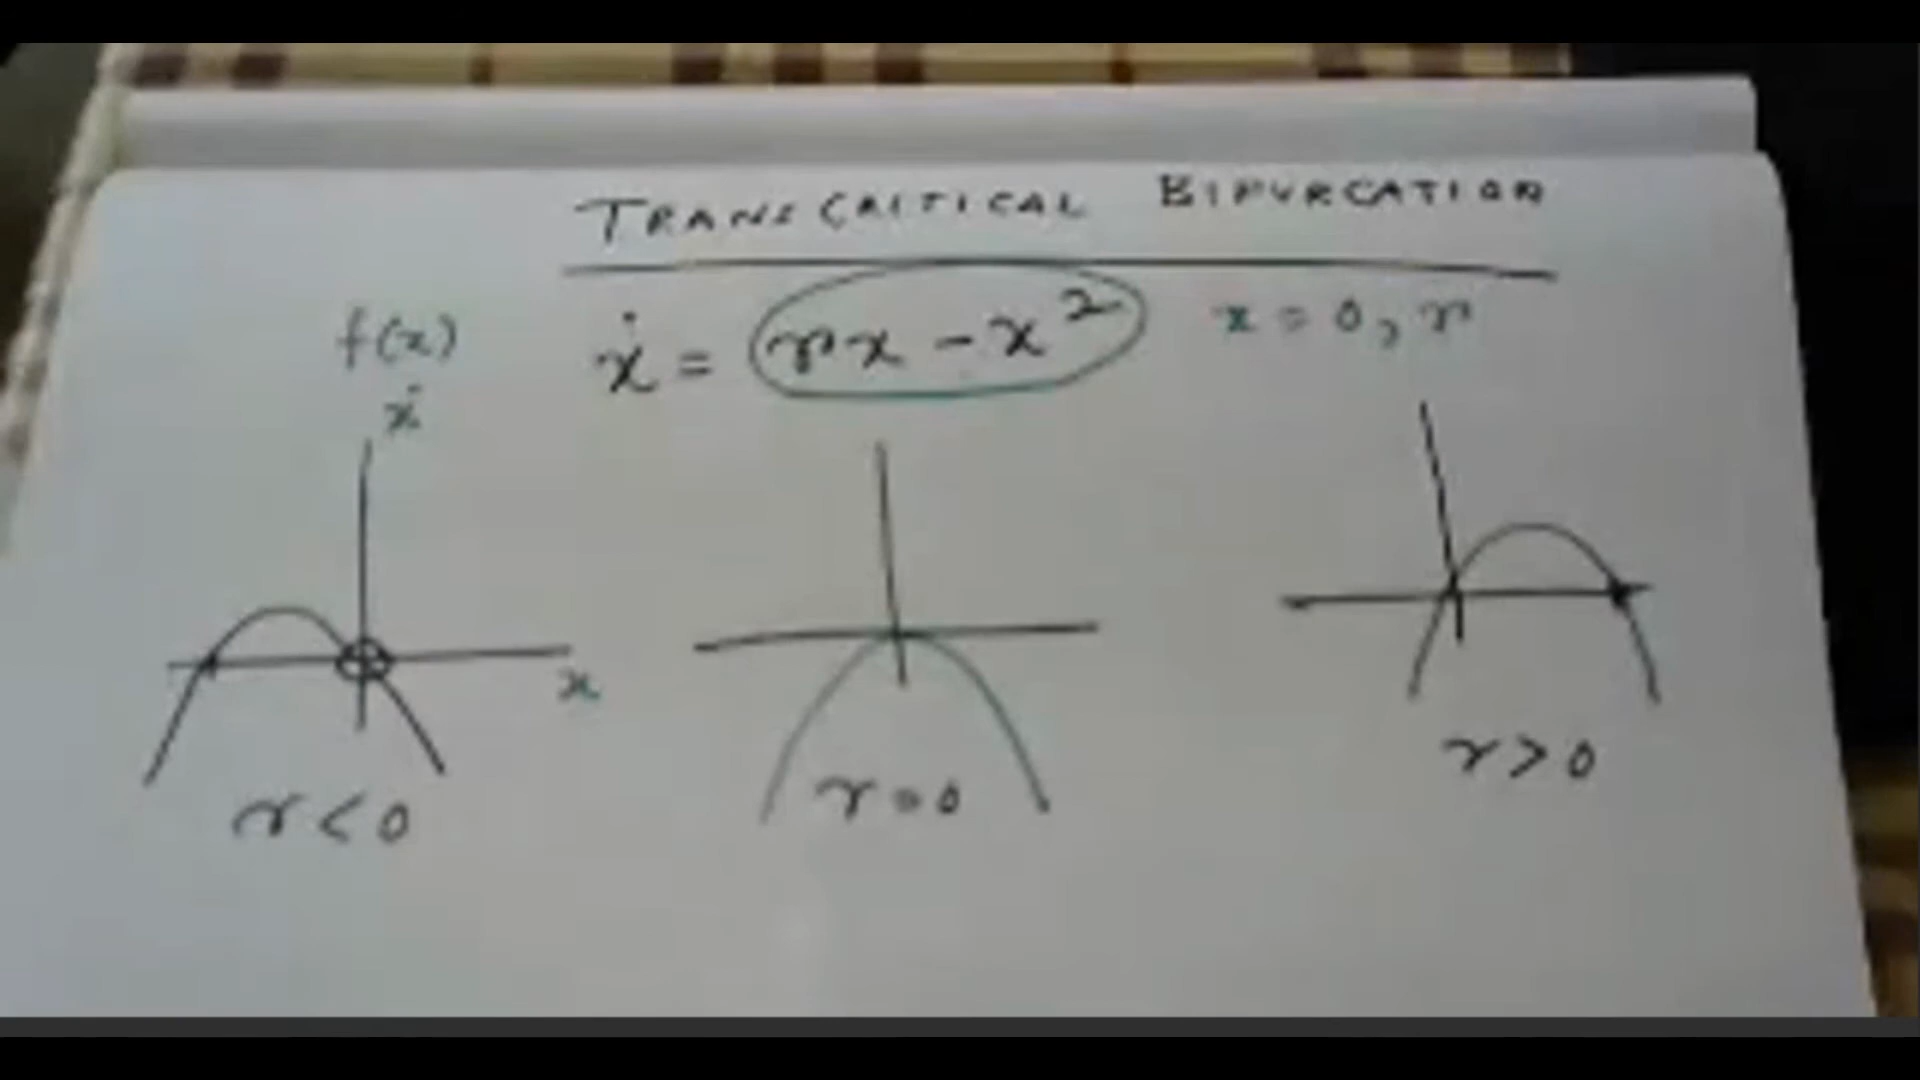 TRANSCRITICAL BIFURCATION
f(x) ẋ = rx - x² x = 0, r
ẋ
x
r < 0 r = 0 r > 0